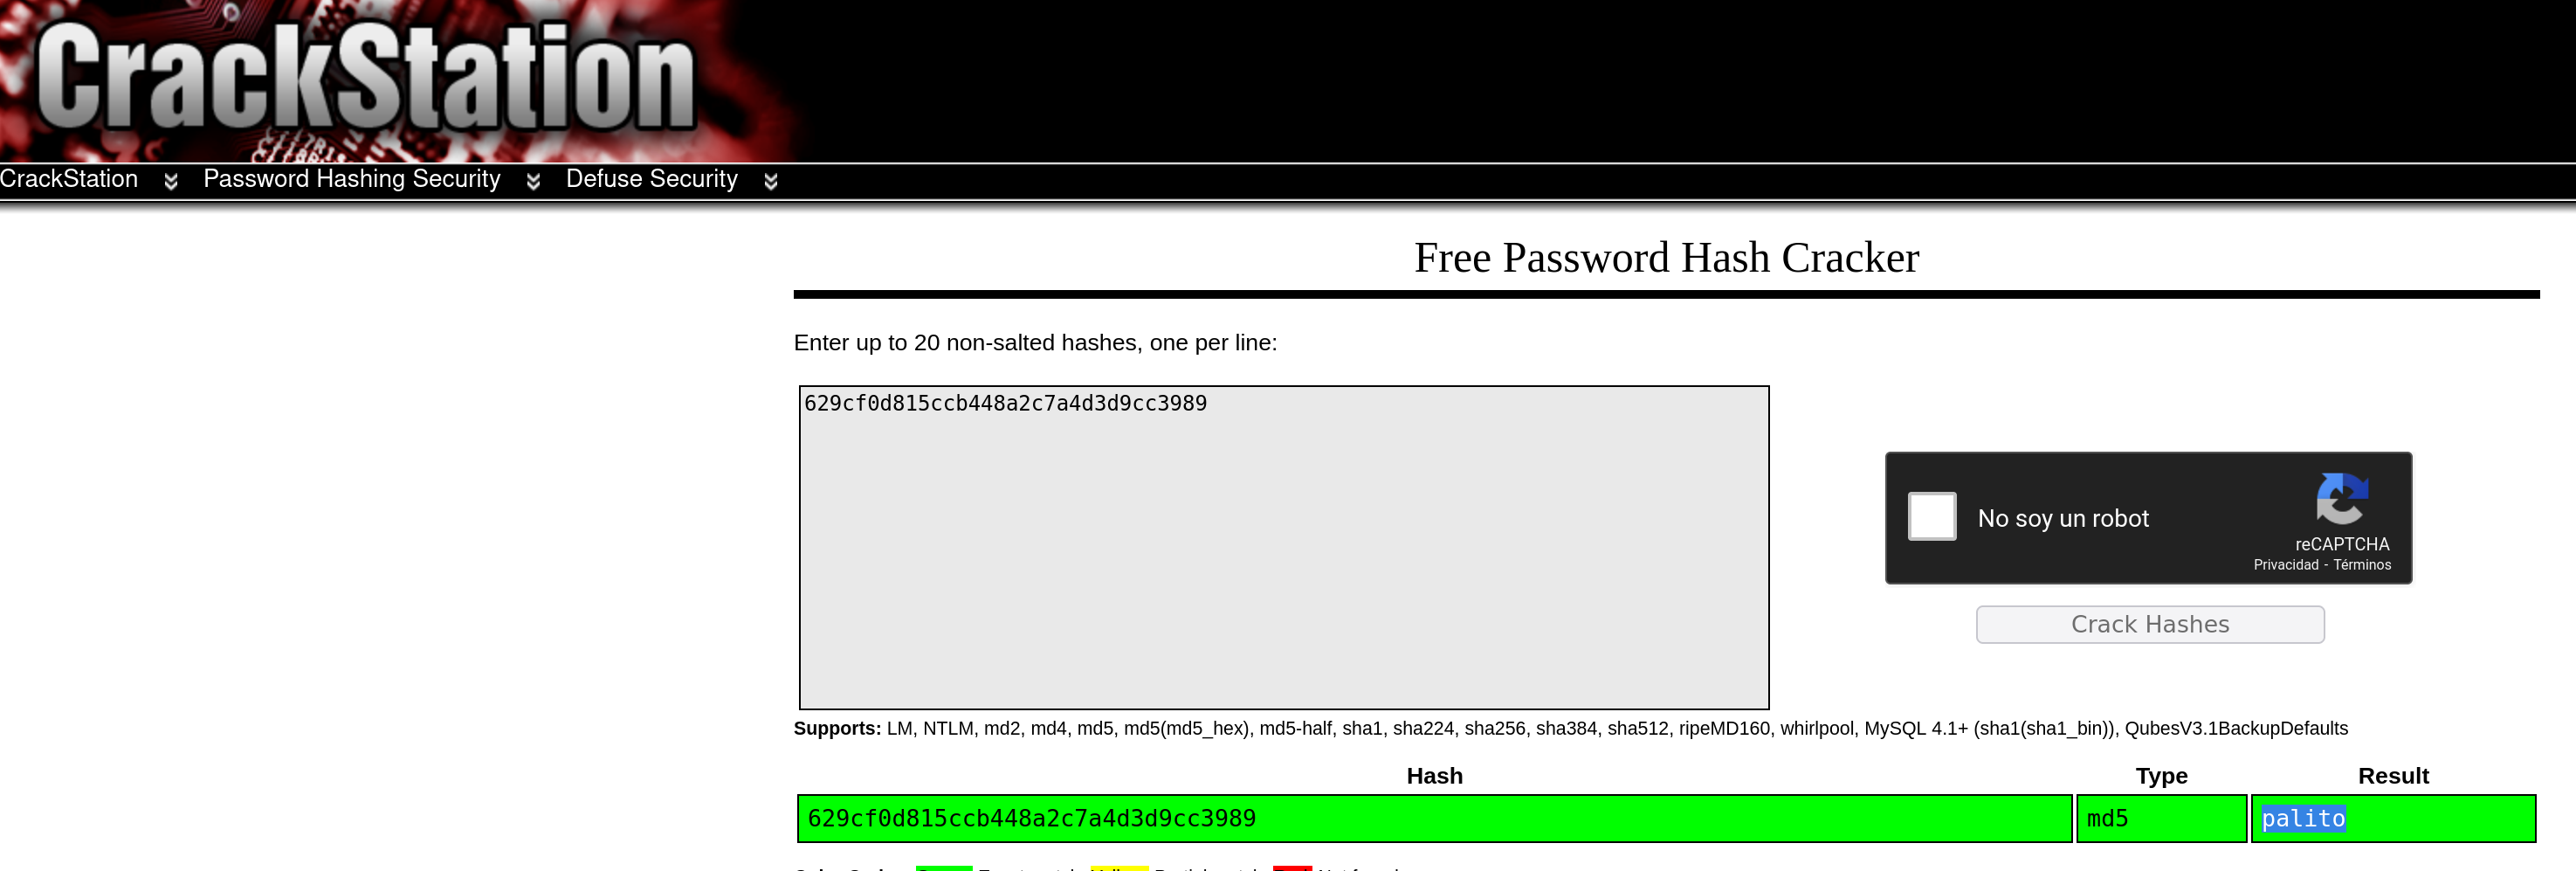 CrackStation
CrackStation Password Hashing Security Defuse Security
Free Password Hash Cracker
Enter up to 20 non-salted hashes, one per line:
629cf0d815ccb448a2c7a4d3d9cc3989
No soy un robot
reCAPTCHA
Privacidad - Términos
Crack Hashes
Supports: LM, NTLM, md2, md4, md5, md5(md5_hex), md5-half, sha1, sha224, sha256, sha384, sha512, ripeMD160, whirlpool, MySQL 4.1+ (sha1(sha1_bin)), QubesV3.1BackupDefaults
Hash Type Result
629cf0d815ccb448a2c7a4d3d9cc3989 md5 palito